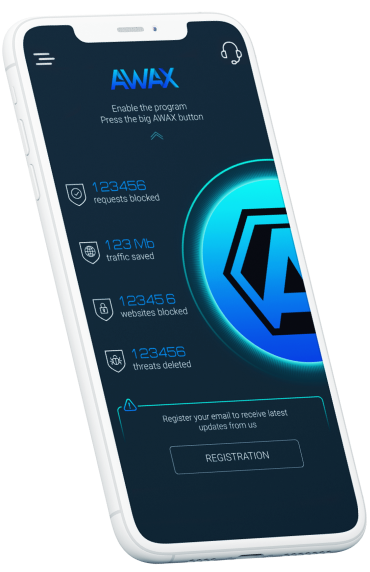 AWAX
Enable the program
Press the big AWAX button
123456
requests blocked
123 Mb
traffic saved
123456
websites blocked
123456
threats deleted
Register your email to receive latest
updates from us
REGISTRATION